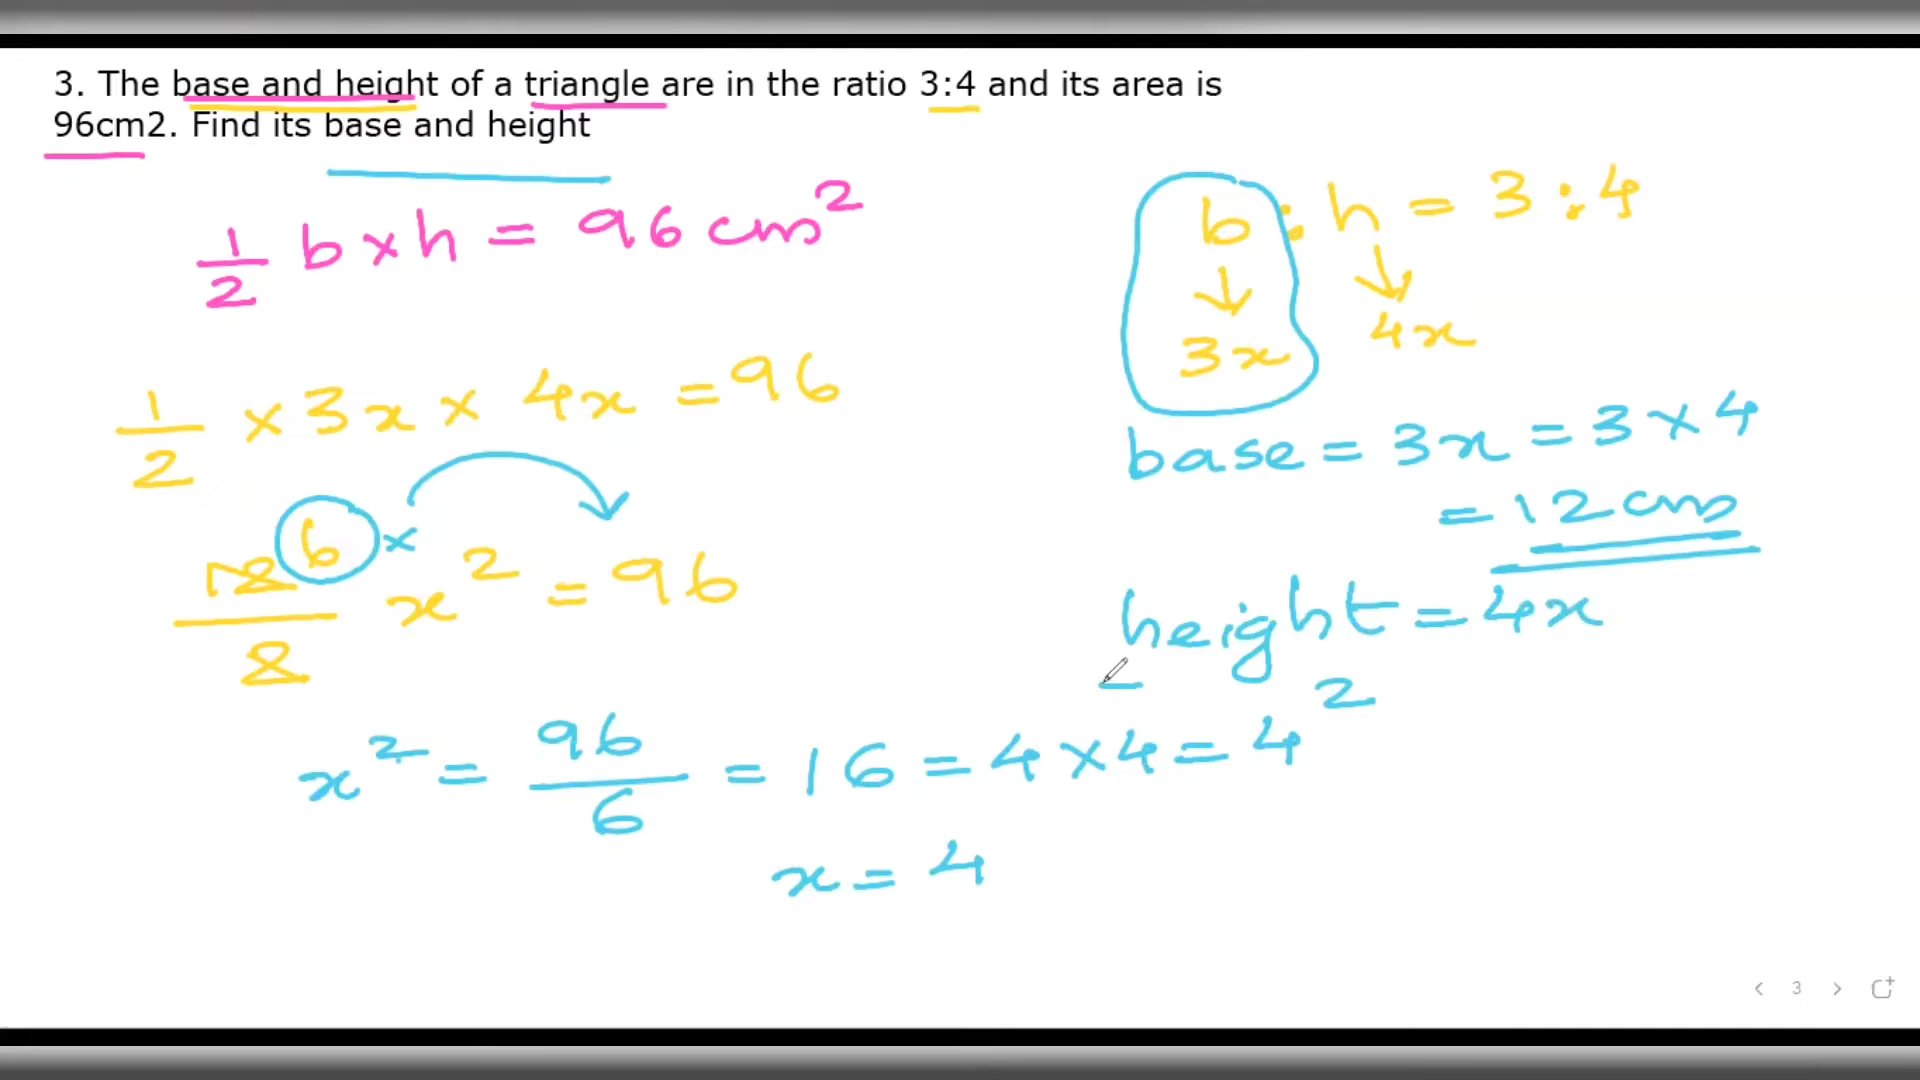 3. The base and height of a triangle are in the ratio 3:4 and its area is
96cm2. Find its base and height
1/2 b × h = 96 cm²
b : h = 3 : 4
3x 4x
1/2 × 3x × 4x = 96
base = 3x = 3 × 4
= 12 cm
12/2 6 × x² = 96
height = 4x
x² = 96/6 = 16 = 4 × 4 = 4²
x = 4
3